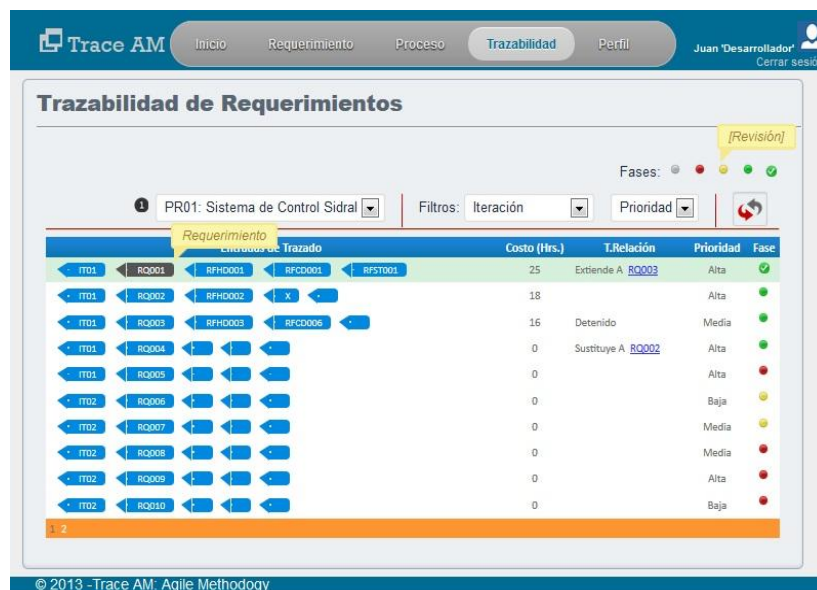 Trace AM
Inicio Requerimiento Proceso Trazabilidad Perfil
Juan 'Desarrollador'
Cerrar sesió
Trazabilidad de Requerimientos
[Revisión]
Fases:
1 PR01: Sistema de Control Sidral Filtros: Iteración Prioridad
Requerimiento
Entradas de Trazado Costo (Hrs.) T.Relación Prioridad Fase
IT01 RQ001 RFHD001 RFCD001 RFST001 25 Extiende A RQ003 Alta
IT01 RQ002 RFHD002 X 18 Alta
IT01 RQ003 RFHD003 RFCD006 16 Detenido Media
IT01 RQ004 0 Sustituye A RQ002 Alta
IT01 RQ005 0 Alta
IT02 RQ006 0 Baja
IT02 RQ007 0 Media
IT02 RQ008 0 Media
IT02 RQ009 0 Alta
IT02 RQ010 0 Baja
1 2
© 2013 -Trace AM: Agile Methodogy